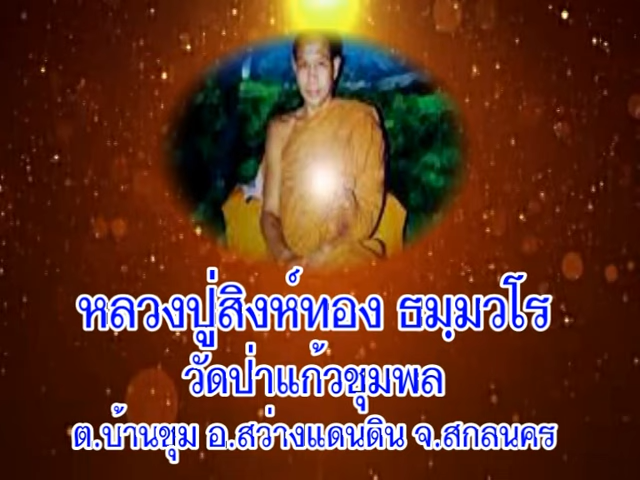 หลวงปู่สิงห์ทอง ธมฺมวโร
วัดป่าแก้วชุมพล
ต.บ้านชุม อ.สว่างแดนดิน จ.สกลนคร